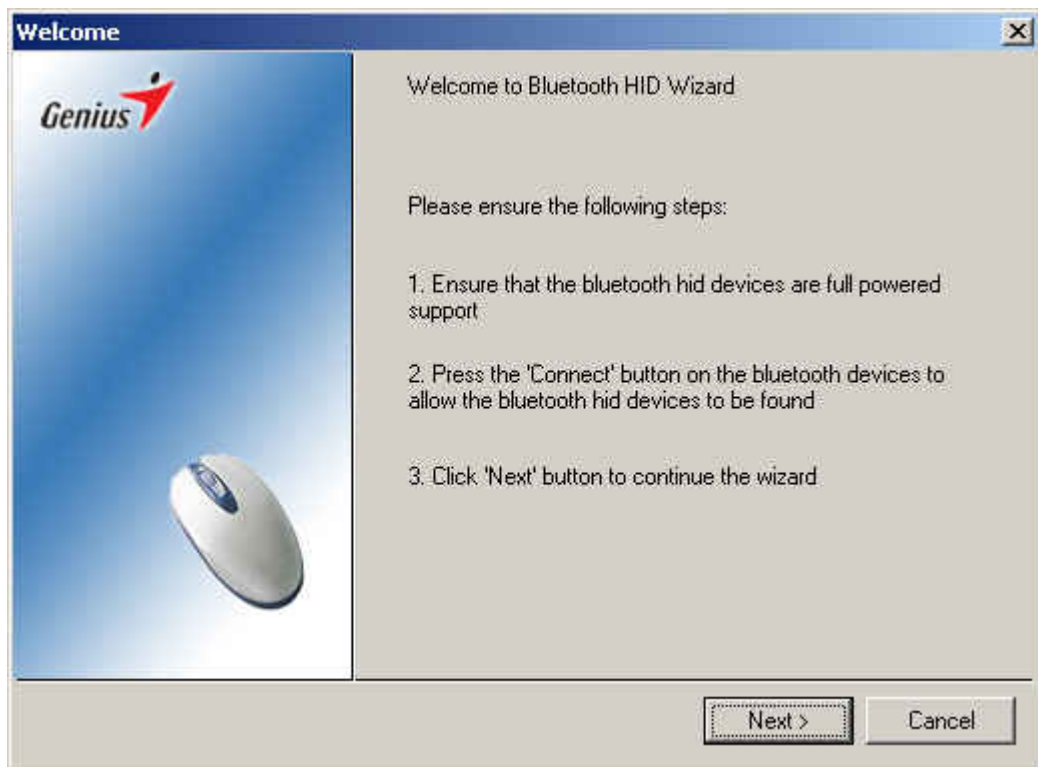 Welcome
Genius
Welcome to Bluetooth HID Wizard
Please ensure the following steps:
1. Ensure that the bluetooth hid devices are full powered
support
2. Press the 'Connect' button on the bluetooth devices to
allow the bluetooth hid devices to be found
3. Click 'Next' button to continue the wizard
Next >
Cancel